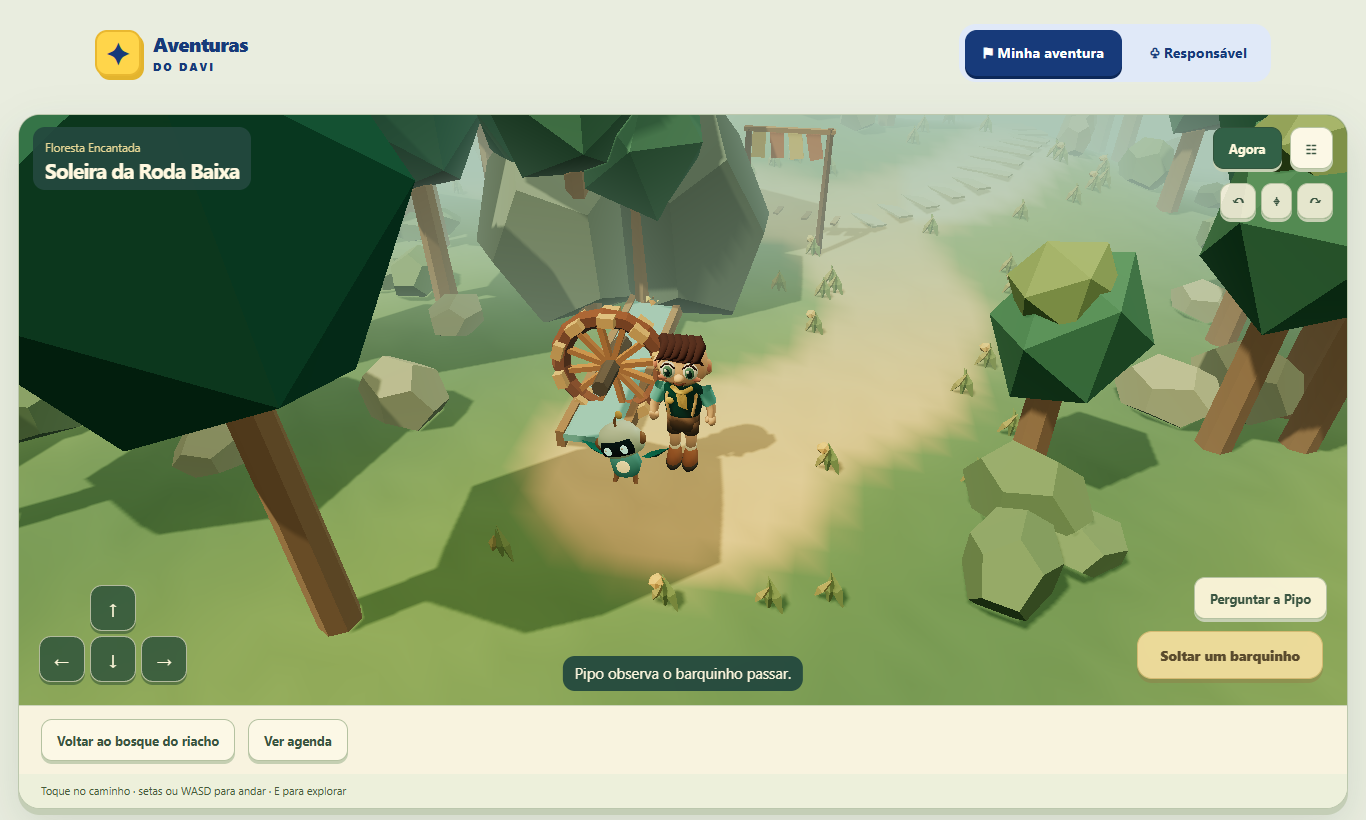 Aventuras
DO DAVI
Minha aventura
Responsável
Floresta Encantada
Soleira da Roda Baixa
Agora
Perguntar a Pipo
Soltar um barquinho
Pipo observa o barquinho passar.
Voltar ao bosque do riacho
Ver agenda
Toque no caminho · setas ou WASD para andar · E para explorar